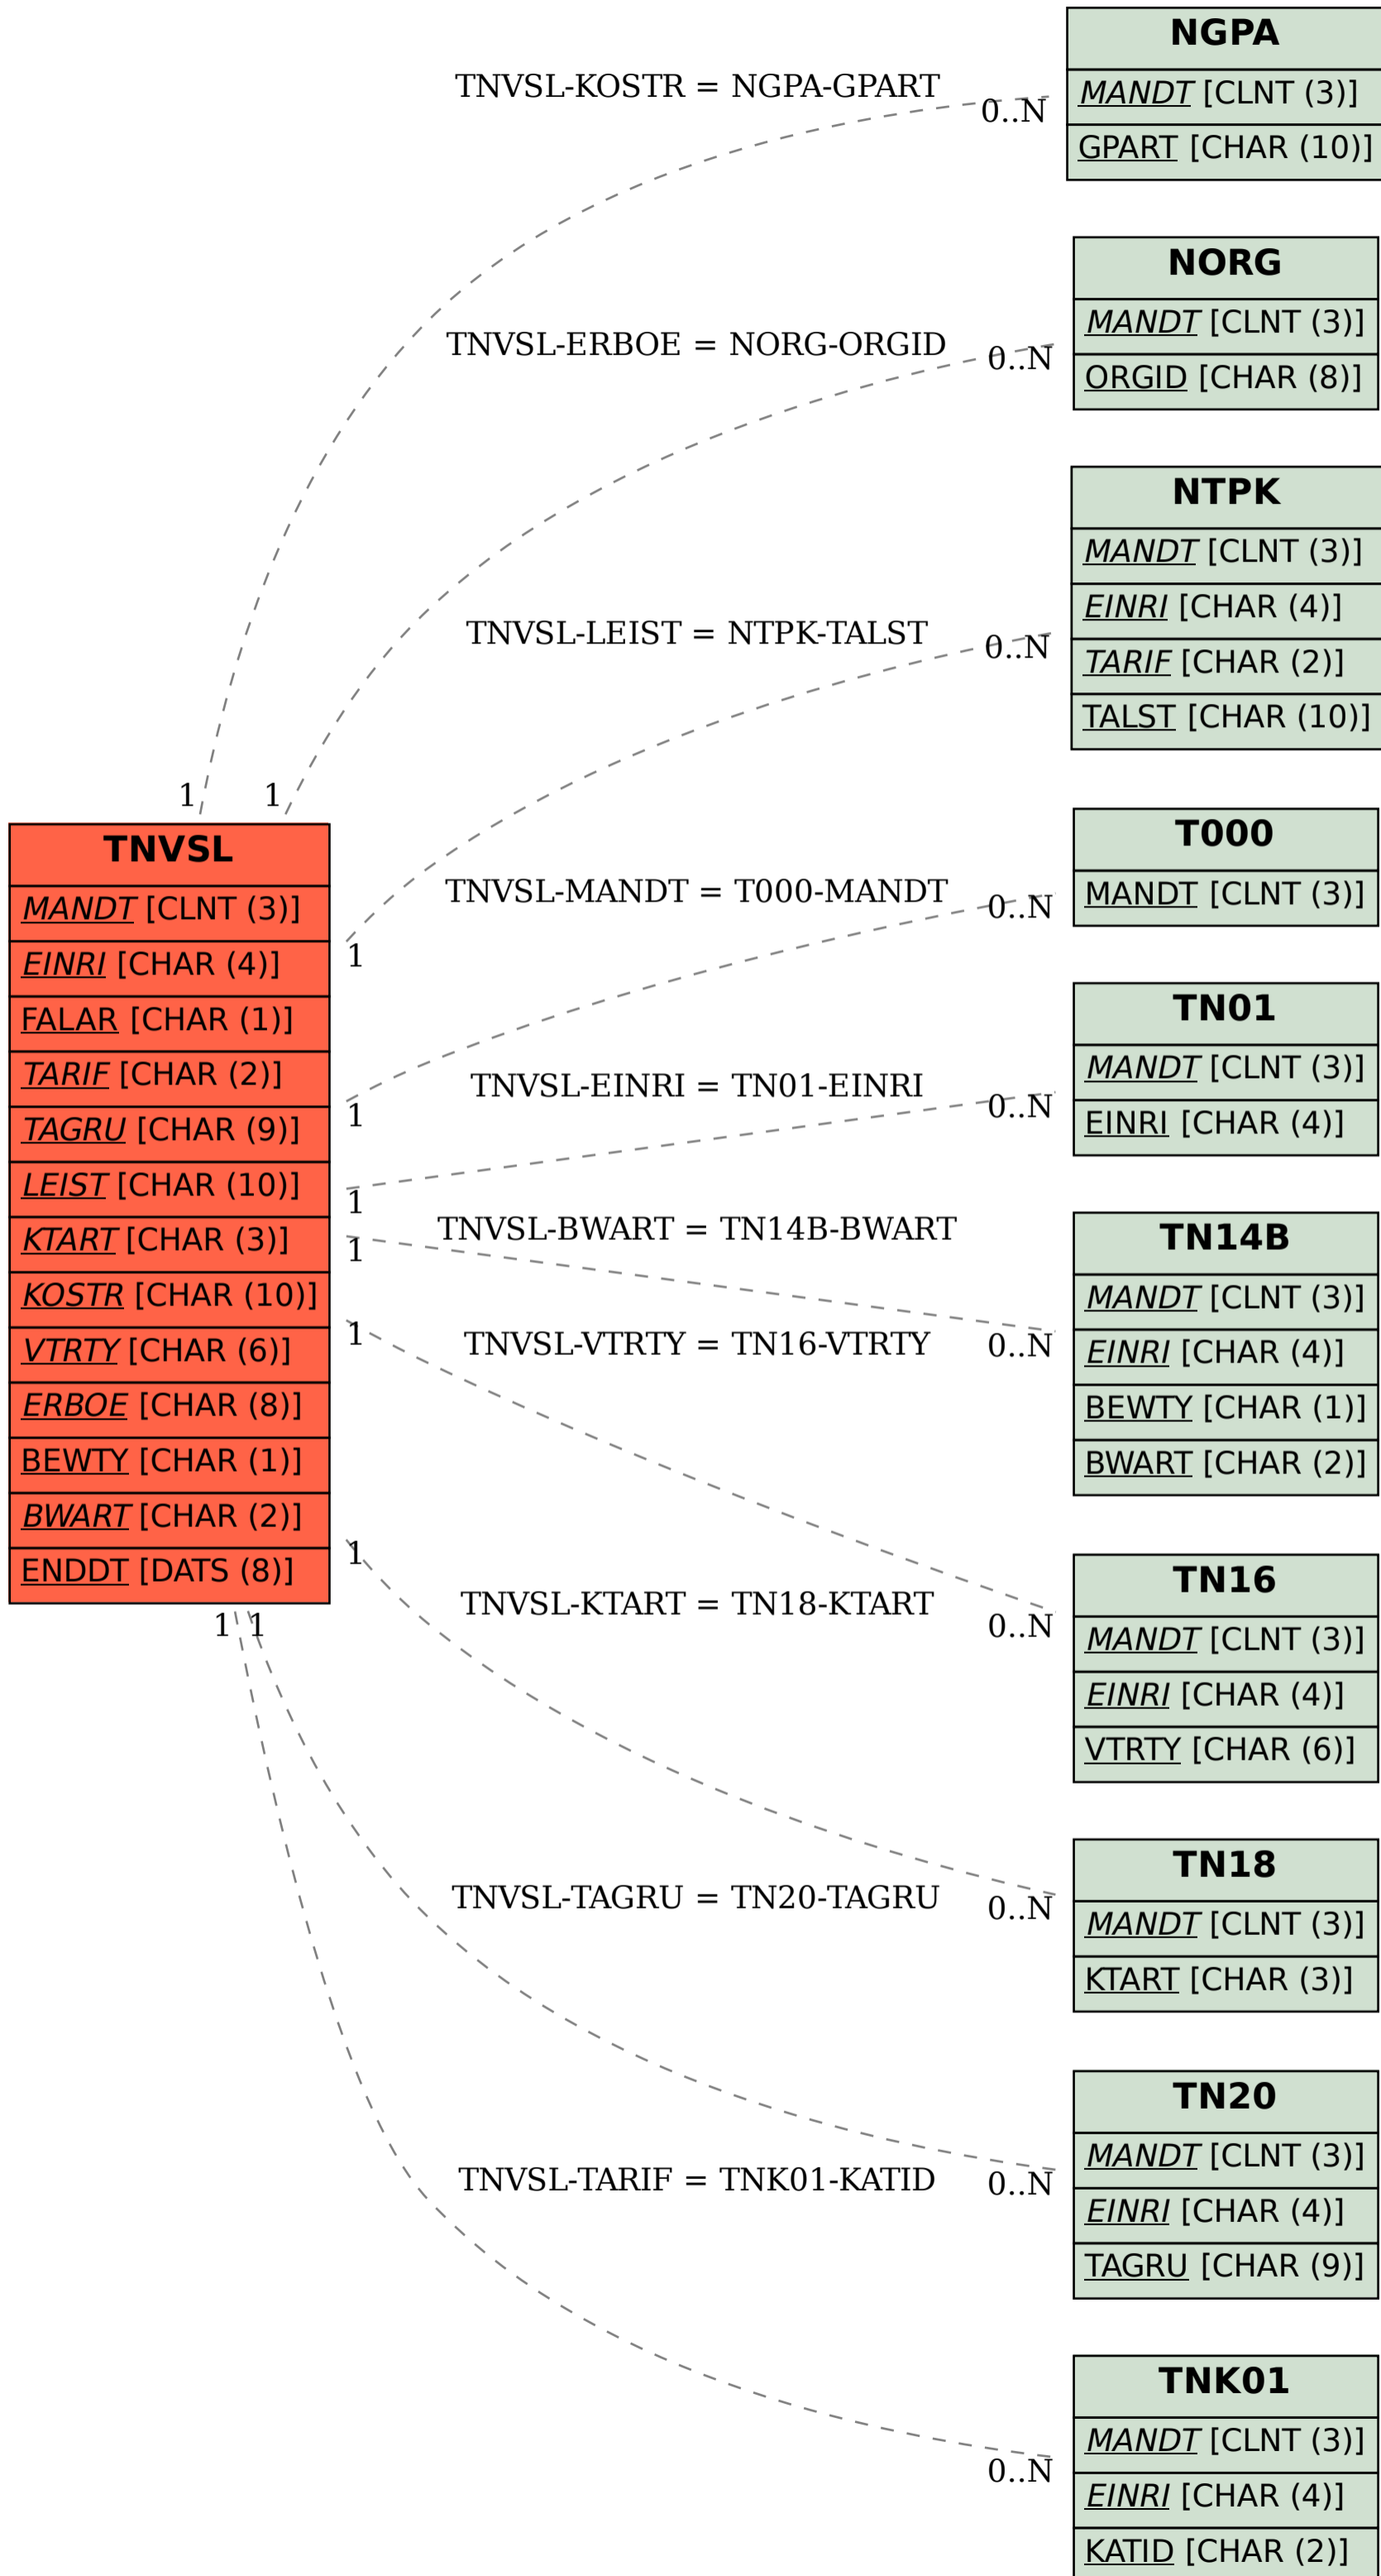 NGPA
MANDT [CLNT (3)]
GPART [CHAR (10)]
TNVSL-KOSTR = NGPA-GPART
0..N
NORG
MANDT [CLNT (3)]
ORGID [CHAR (8)]
TNVSL-ERBOE = NORG-ORGID
0..N
NTPK
MANDT [CLNT (3)]
EINRI [CHAR (4)]
TARIF [CHAR (2)]
TALST [CHAR (10)]
TNVSL-LEIST = NTPK-TALST
0..N
1
1
TNVSL
MANDT [CLNT (3)]
EINRI [CHAR (4)]
FALAR [CHAR (1)]
TARIF [CHAR (2)]
TAGRU [CHAR (9)]
LEIST [CHAR (10)]
KTART [CHAR (3)]
KOSTR [CHAR (10)]
VTRTY [CHAR (6)]
ERBOE [CHAR (8)]
BEWTY [CHAR (1)]
BWART [CHAR (2)]
ENDDT [DATS (8)]
1
1
1
1
1
1
1
1
TNVSL-MANDT = T000-MANDT
0..N
T000
MANDT [CLNT (3)]
TNVSL-EINRI = TN01-EINRI
0..N
TN01
MANDT [CLNT (3)]
EINRI [CHAR (4)]
TNVSL-BWART = TN14B-BWART
0..N
TN14B
MANDT [CLNT (3)]
EINRI [CHAR (4)]
BEWTY [CHAR (1)]
BWART [CHAR (2)]
TNVSL-VTRTY = TN16-VTRTY
0..N
TN16
MANDT [CLNT (3)]
EINRI [CHAR (4)]
VTRTY [CHAR (6)]
TNVSL-KTART = TN18-KTART
0..N
TN18
MANDT [CLNT (3)]
KTART [CHAR (3)]
TNVSL-TAGRU = TN20-TAGRU
0..N
TN20
MANDT [CLNT (3)]
EINRI [CHAR (4)]
TAGRU [CHAR (9)]
TNVSL-TARIF = TNK01-KATID
0..N
TNK01
MANDT [CLNT (3)]
EINRI [CHAR (4)]
KATID [CHAR (2)]